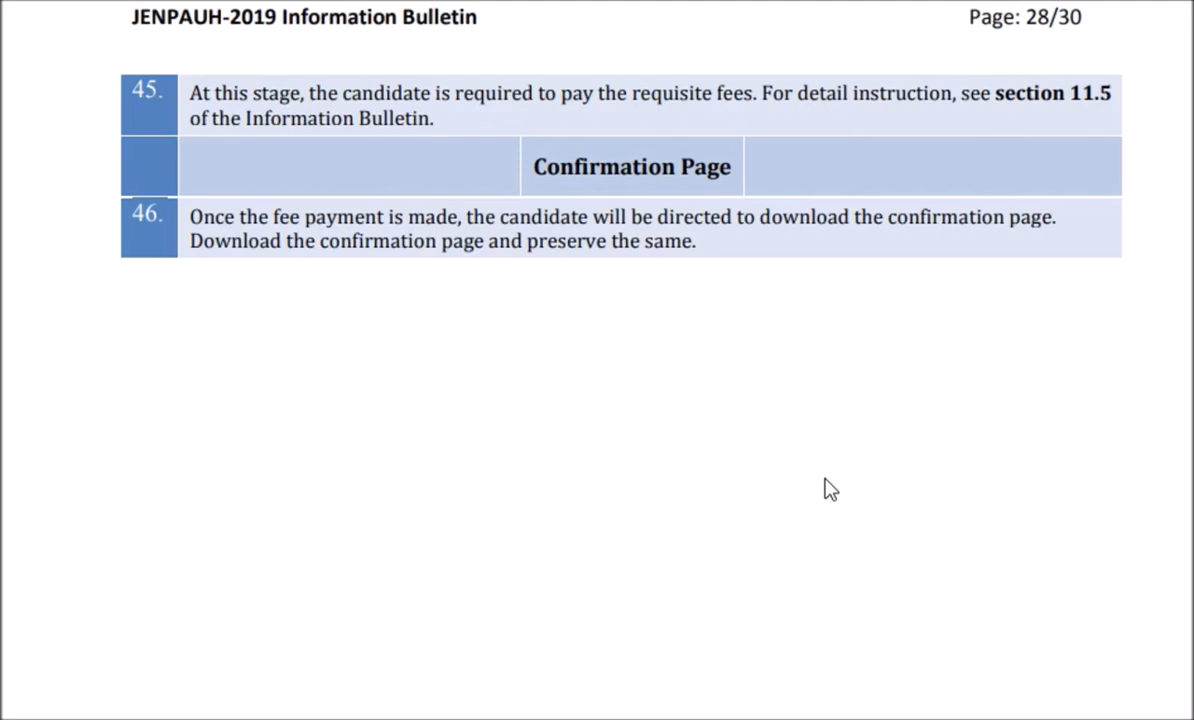 JENPAUH-2019 Information Bulletin
Page: 28/30
45.
At this stage, the candidate is required to pay the requisite fees. For detail instruction, see section 11.5
of the Information Bulletin.
Confirmation Page
46.
Once the fee payment is made, the candidate will be directed to download the confirmation page.
Download the confirmation page and preserve the same.